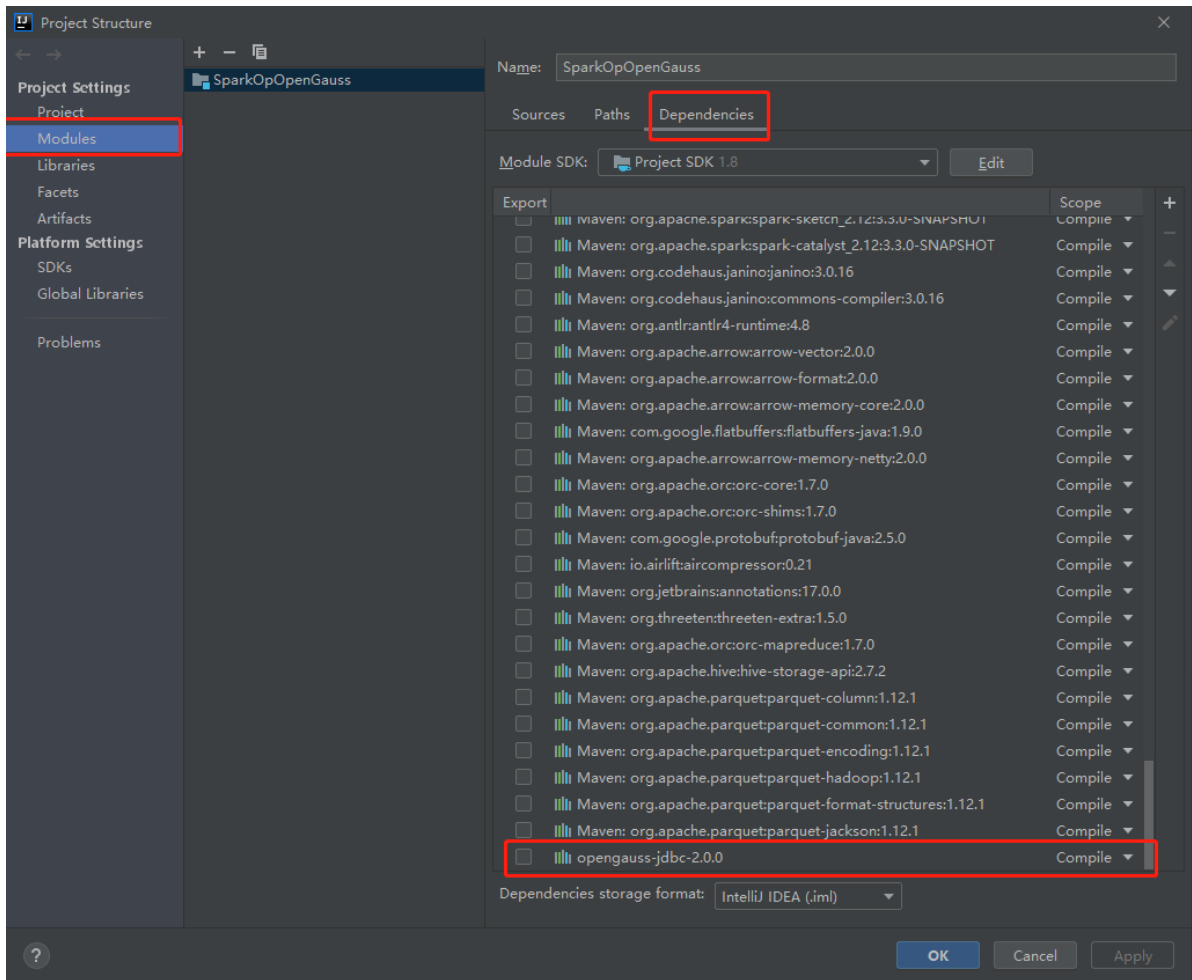 Project Structure
Project Settings
Project
Modules
Libraries
Facets
Artifacts
Platform Settings
SDKs
Global Libraries
Problems
SparkOpOpenGauss
Name: SparkOpOpenGauss
Sources Paths Dependencies
Module SDK: Project SDK 1.8 Edit
Export Scope
Maven: org.apache.spark:spark-sketch_2.12:3.3.0-SNAPSHOT Compile
Maven: org.apache.spark:spark-catalyst_2.12:3.3.0-SNAPSHOT Compile
Maven: org.codehaus.janino:janino:3.0.16 Compile
Maven: org.codehaus.janino:commons-compiler:3.0.16 Compile
Maven: org.antlr:antlr4-runtime:4.8 Compile
Maven: org.apache.arrow:arrow-vector:2.0.0 Compile
Maven: org.apache.arrow:arrow-format:2.0.0 Compile
Maven: org.apache.arrow:arrow-memory-core:2.0.0 Compile
Maven: com.google.flatbuffers:flatbuffers-java:1.9.0 Compile
Maven: org.apache.arrow:arrow-memory-netty:2.0.0 Compile
Maven: org.apache.orc:orc-core:1.7.0 Compile
Maven: org.apache.orc:orc-shims:1.7.0 Compile
Maven: com.google.protobuf:protobuf-java:2.5.0 Compile
Maven: io.airlift:aircompressor:0.21 Compile
Maven: org.jetbrains:annotations:17.0.0 Compile
Maven: org.threeten:threeten-extra:1.5.0 Compile
Maven: org.apache.orc:orc-mapreduce:1.7.0 Compile
Maven: org.apache.hive:hive-storage-api:2.7.2 Compile
Maven: org.apache.parquet:parquet-column:1.12.1 Compile
Maven: org.apache.parquet:parquet-common:1.12.1 Compile
Maven: org.apache.parquet:parquet-encoding:1.12.1 Compile
Maven: org.apache.parquet:parquet-hadoop:1.12.1 Compile
Maven: org.apache.parquet:parquet-format-structures:1.12.1 Compile
Maven: org.apache.parquet:parquet-jackson:1.12.1 Compile
opengauss-jdbc-2.0.0 Compile
Dependencies storage format: IntelliJ IDEA (.iml)
OK Cancel Apply